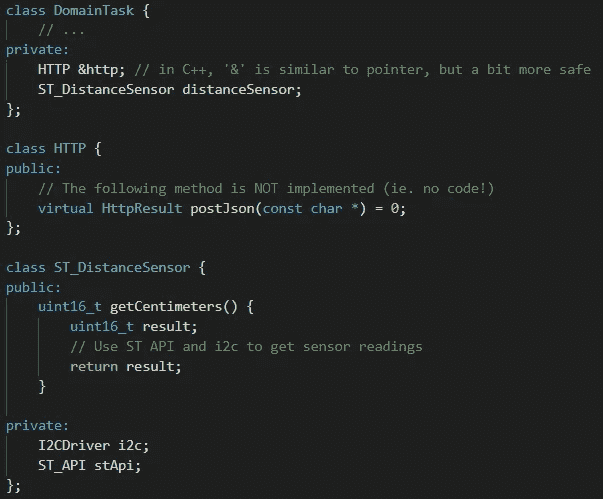 class DomainTask {
    // ...
private:
    HTTP &http; // in C++, '&' is similar to pointer, but a bit more safe
    ST_DistanceSensor distanceSensor;
};

class HTTP {
public:
    // The following method is NOT implemented (ie. no code!)
    virtual HttpResult postJson(const char *) = 0;
};

class ST_DistanceSensor {
public:
    uint16_t getCentimeters() {
        uint16_t result;
        // Use ST API and i2c to get sensor readings
        return result;
    }

private:
    I2CDriver i2c;
    ST_API stApi;
};